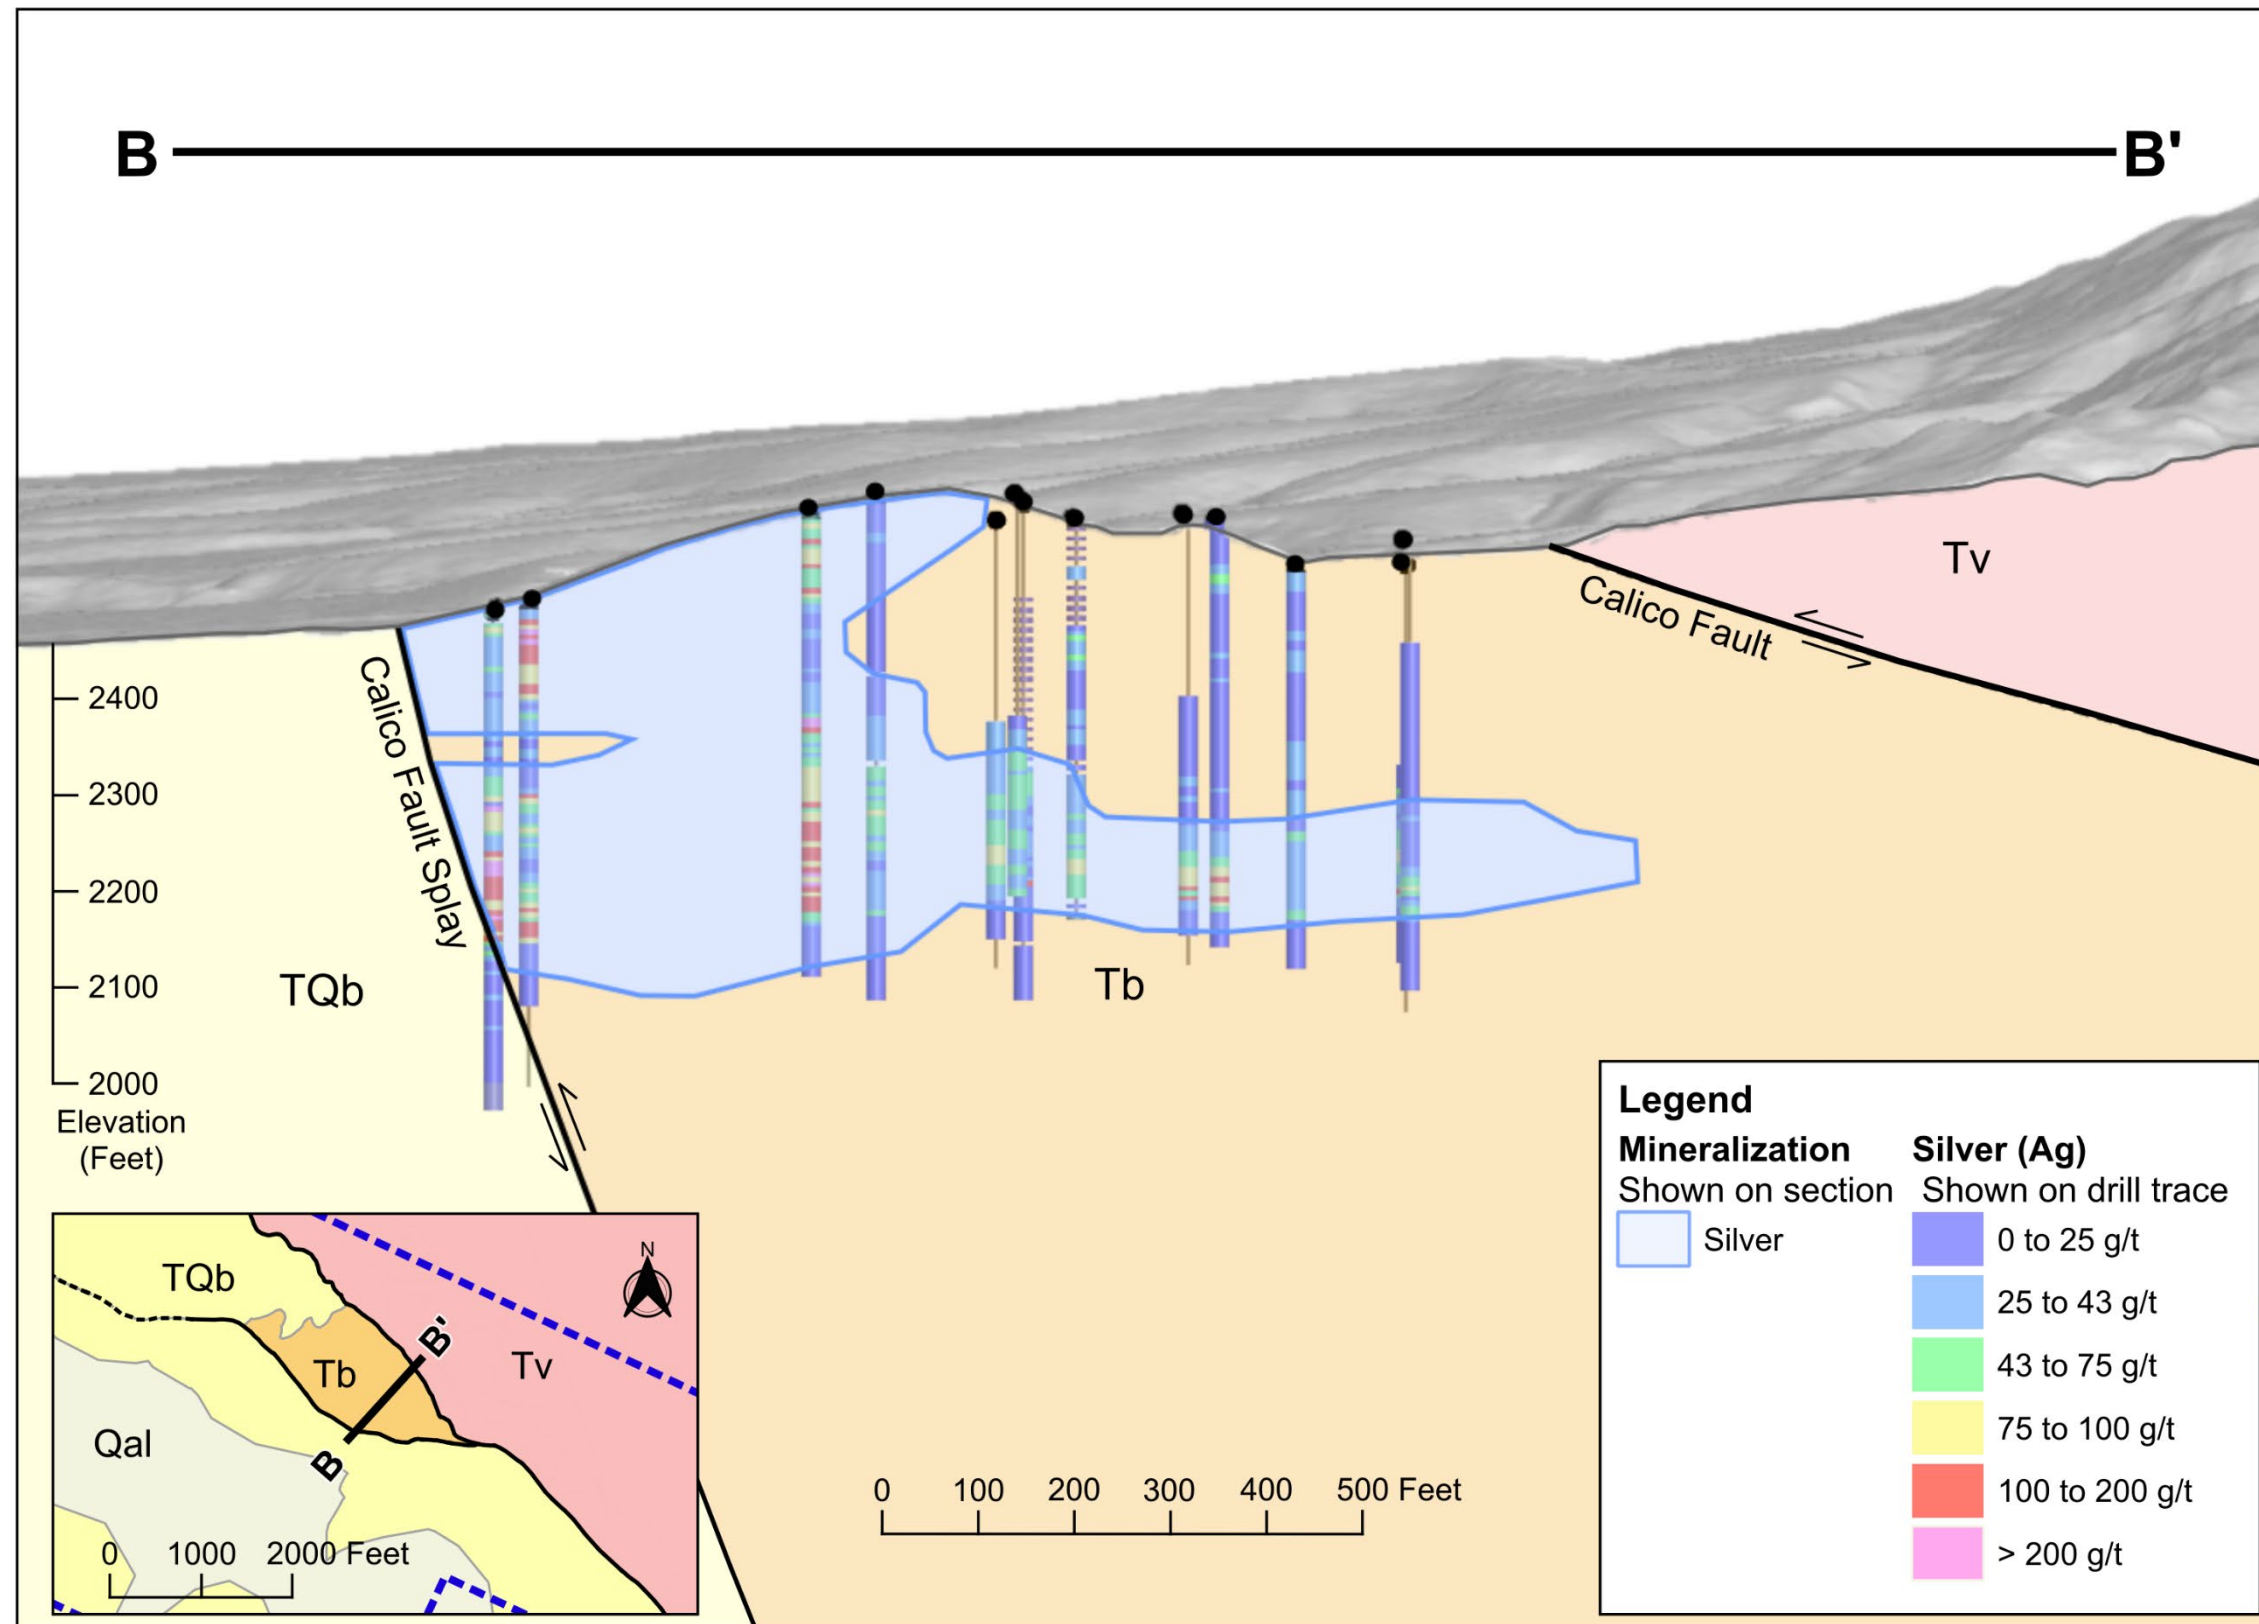 B
B'
Tv
Calico Fault
Calico Fault Splay
2400
2300
2200
2100
2000
Elevation
(Feet)
TQb
Tb
Legend
Mineralization
Shown on section
Silver
Silver (Ag)
Shown on drill trace
0 to 25 g/t
25 to 43 g/t
43 to 75 g/t
75 to 100 g/t
100 to 200 g/t
> 200 g/t
TQb
N
B'
Tb
Tv
Qal
B
0 1000 2000 Feet
0 100 200 300 400 500 Feet